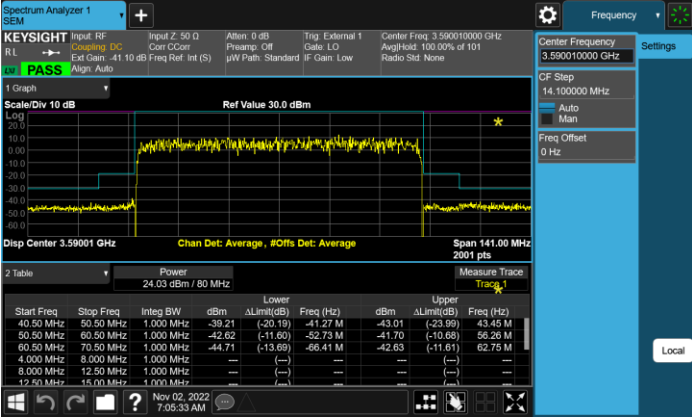 Spectrum Analyzer 1
SEM
+
Frequency
KEYSIGHT
RL
PASS
Input: RF
Coupling: DC
Ext Gain: -41.10 dB
Align: Auto
Input Z: 50 Ω
Corr CCorr
Freq Ref: Int (S)
Atten: 0 dB
Preamp: Off
µW Path: Standard
Trig: External 1
Gate: LO
IF Gain: Low
Center Freq: 3.590010000 GHz
Avg|Hold: 100.00% of 101
Radio Std: None
Center Frequency
3.590010000 GHz
Settings
CF Step
14.100000 MHz
Auto
Man
Freq Offset
0 Hz
Local
1 Graph
Scale/Div 10 dB
Ref Value 30.0 dBm
Log
20.0
10.0
0.00
-10.0
-20.0
-30.0
-40.0
-50.0
-60.0
Disp Center 3.59001 GHz
Chan Det: Average, #Offs Det: Average
Span 141.00 MHz
2001 pts
2 Table
Power
24.03 dBm / 80 MHz
Measure Trace
Trace 1
Lower Upper
Start Freq Stop Freq Integ BW dBm ΔLimit(dB) Freq (Hz) dBm ΔLimit(dB) Freq (Hz)
40.50 MHz 50.50 MHz 1.000 MHz -39.21 (-20.19) -41.27 M -43.01 (-23.99) 43.45 M
50.50 MHz 60.50 MHz 1.000 MHz -42.62 (-11.60) -52.73 M -41.70 (-10.68) 56.26 M
60.50 MHz 70.50 MHz 1.000 MHz -44.71 (-13.69) -66.41 M -42.63 (-11.61) 62.75 M
4.000 MHz 8.000 MHz 1.000 MHz --- (---) --- --- (---) ---
8.000 MHz 12.50 MHz 1.000 MHz --- (---) --- --- (---) ---
12.50 MHz 15.00 MHz 1.000 MHz --- (---) --- --- (---) ---
?
Nov 02, 2022
7:05:33 AM